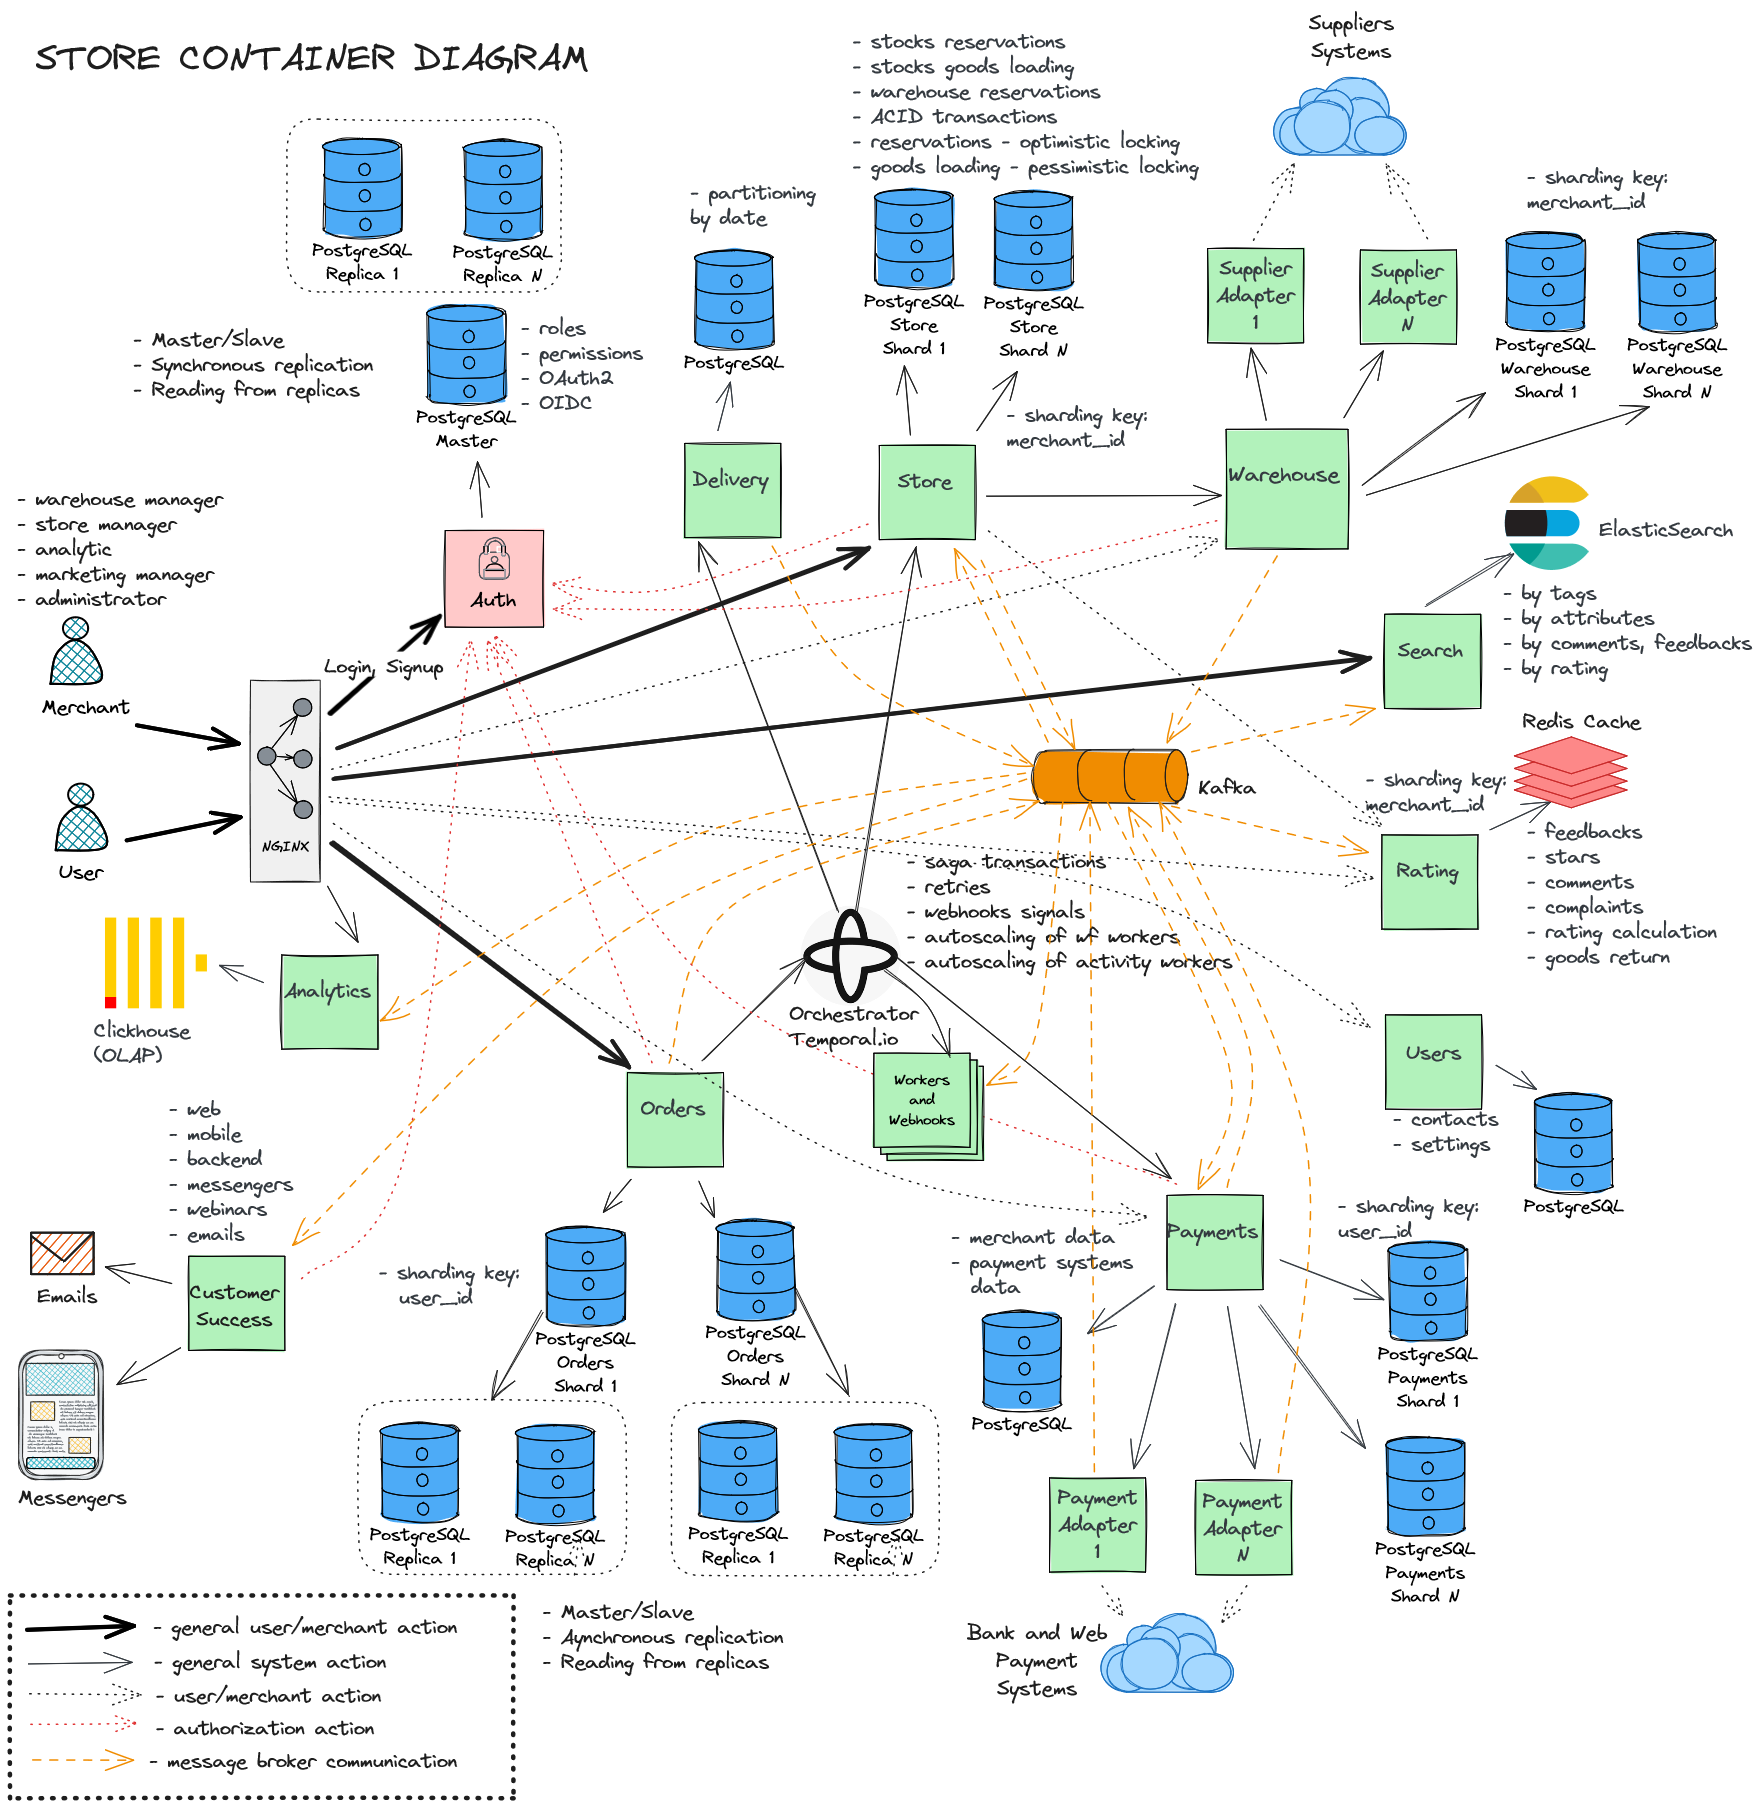 STORE CONTAINER DIAGRAM
- stocks reservations
- stocks goods loading
- warehouse reservations
- ACID transactions
- reservations - optimistic locking
- goods loading - pessimistic locking
Suppliers
Systems
PostgreSQL
Replica 1
PostgreSQL
Replica N
- partitioning
by date
- sharding key:
merchant_id
- Master/Slave
- Synchronous replication
- Reading from replicas
PostgreSQL
Master
- roles
- permissions
- OAuth2
- OIDC
PostgreSQL
PostgreSQL
Store
Shard 1
PostgreSQL
Store
Shard N
- sharding key:
merchant_id
Supplier
Adapter
1
Supplier
Adapter
N
PostgreSQL
Warehouse
Shard 1
PostgreSQL
Warehouse
Shard N
- warehouse manager
- store manager
- analytic
- marketing manager
- administrator
Merchant
User
Login, Signup
NGINX
Auth
Delivery
Store
Warehouse
ElasticSearch
- by tags
- by attributes
- by comments, feedbacks
- by rating
Search
Redis Cache
- sharding key:
merchant_id
Kafka
Rating
- feedbacks
- stars
- comments
- complaints
- rating calculation
- goods return
- saga transactions
- retries
- webhooks signals
- autoscaling of wf workers
- autoscaling of activity workers
Orchestrator
Temporal.io
Clickhouse
(OLAP)
Analytics
Workers
and
Webhooks
Orders
Users
- contacts
- settings
PostgreSQL
- web
- mobile
- backend
- messengers
- webinars
- emails
Emails
Customer
Success
Messengers
- sharding key:
user_id
PostgreSQL
Orders
Shard 1
PostgreSQL
Orders
Shard N
PostgreSQL
Replica 1
PostgreSQL
Replica N
PostgreSQL
Replica 1
PostgreSQL
Replica N
- Master/Slave
- Aynchronous replication
- Reading from replicas
- merchant data
- payment systems
data
Payments
- sharding key:
user_id
PostgreSQL
PostgreSQL
Payments
Shard 1
PostgreSQL
Payments
Shard N
Payment
Adapter
1
Payment
Adapter
N
Bank and Web
Payment
Systems
- general user/merchant action
- general system action
- user/merchant action
- authorization action
- message broker communication